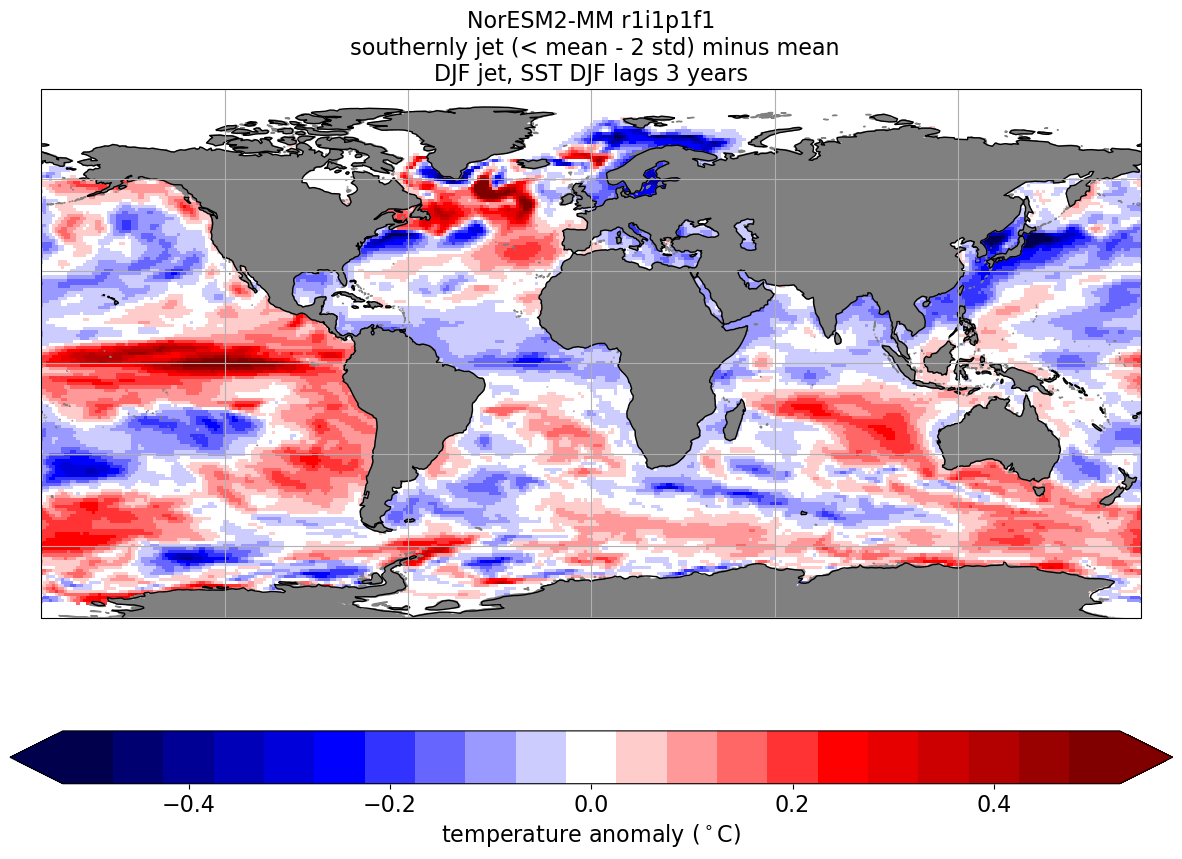 NorESM2-MM r1i1p1f1
southernly jet (< mean - 2 std) minus mean
DJF jet, SST DJF lags 3 years
−0.4 −0.2 0.0 0.2 0.4
temperature anomaly (°C)